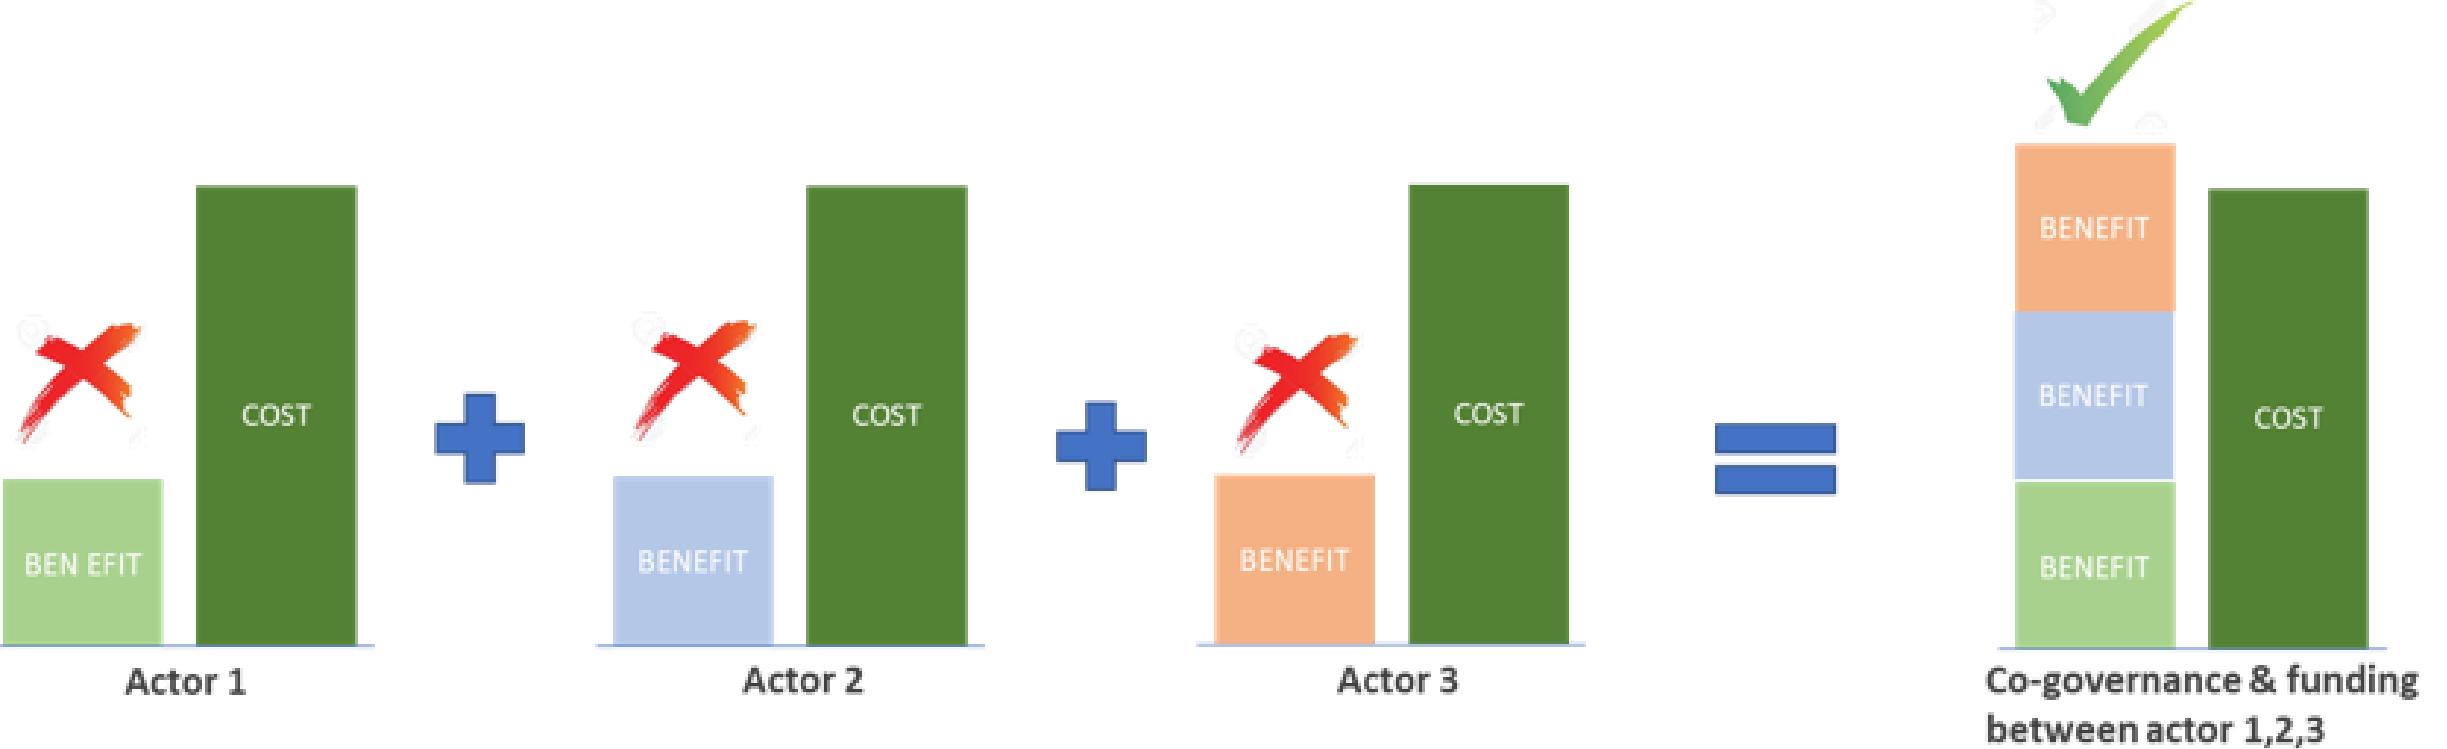 BEN EFIT
COST
Actor 1
BENEFIT
COST
Actor 2
BENEFIT
COST
Actor 3
BENEFIT
BENEFIT
BENEFIT
COST
Co-governance & funding
between actor 1,2,3